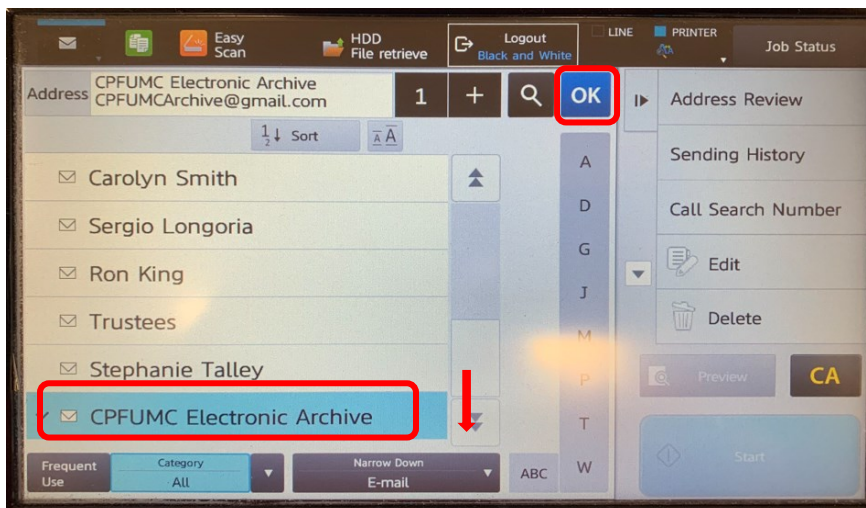 Easy
Scan
HDD
File retrieve
Logout
Black and White
LINE
PRINTER
Job Status
Address
CPFUMC Electronic Archive
CPFUMCArchive@gmail.com
1
+
OK
Address Review
1
2
Sort
A A
Sending History
Call Search Number
Edit
Delete
Carolyn Smith
Sergio Longoria
Ron King
Trustees
Stephanie Talley
CPFUMC Electronic Archive
A
D
G
J
M
P
T
W
Preview
CA
Start
Frequent
Use
Category
All
Narrow Down
E-mail
ABC